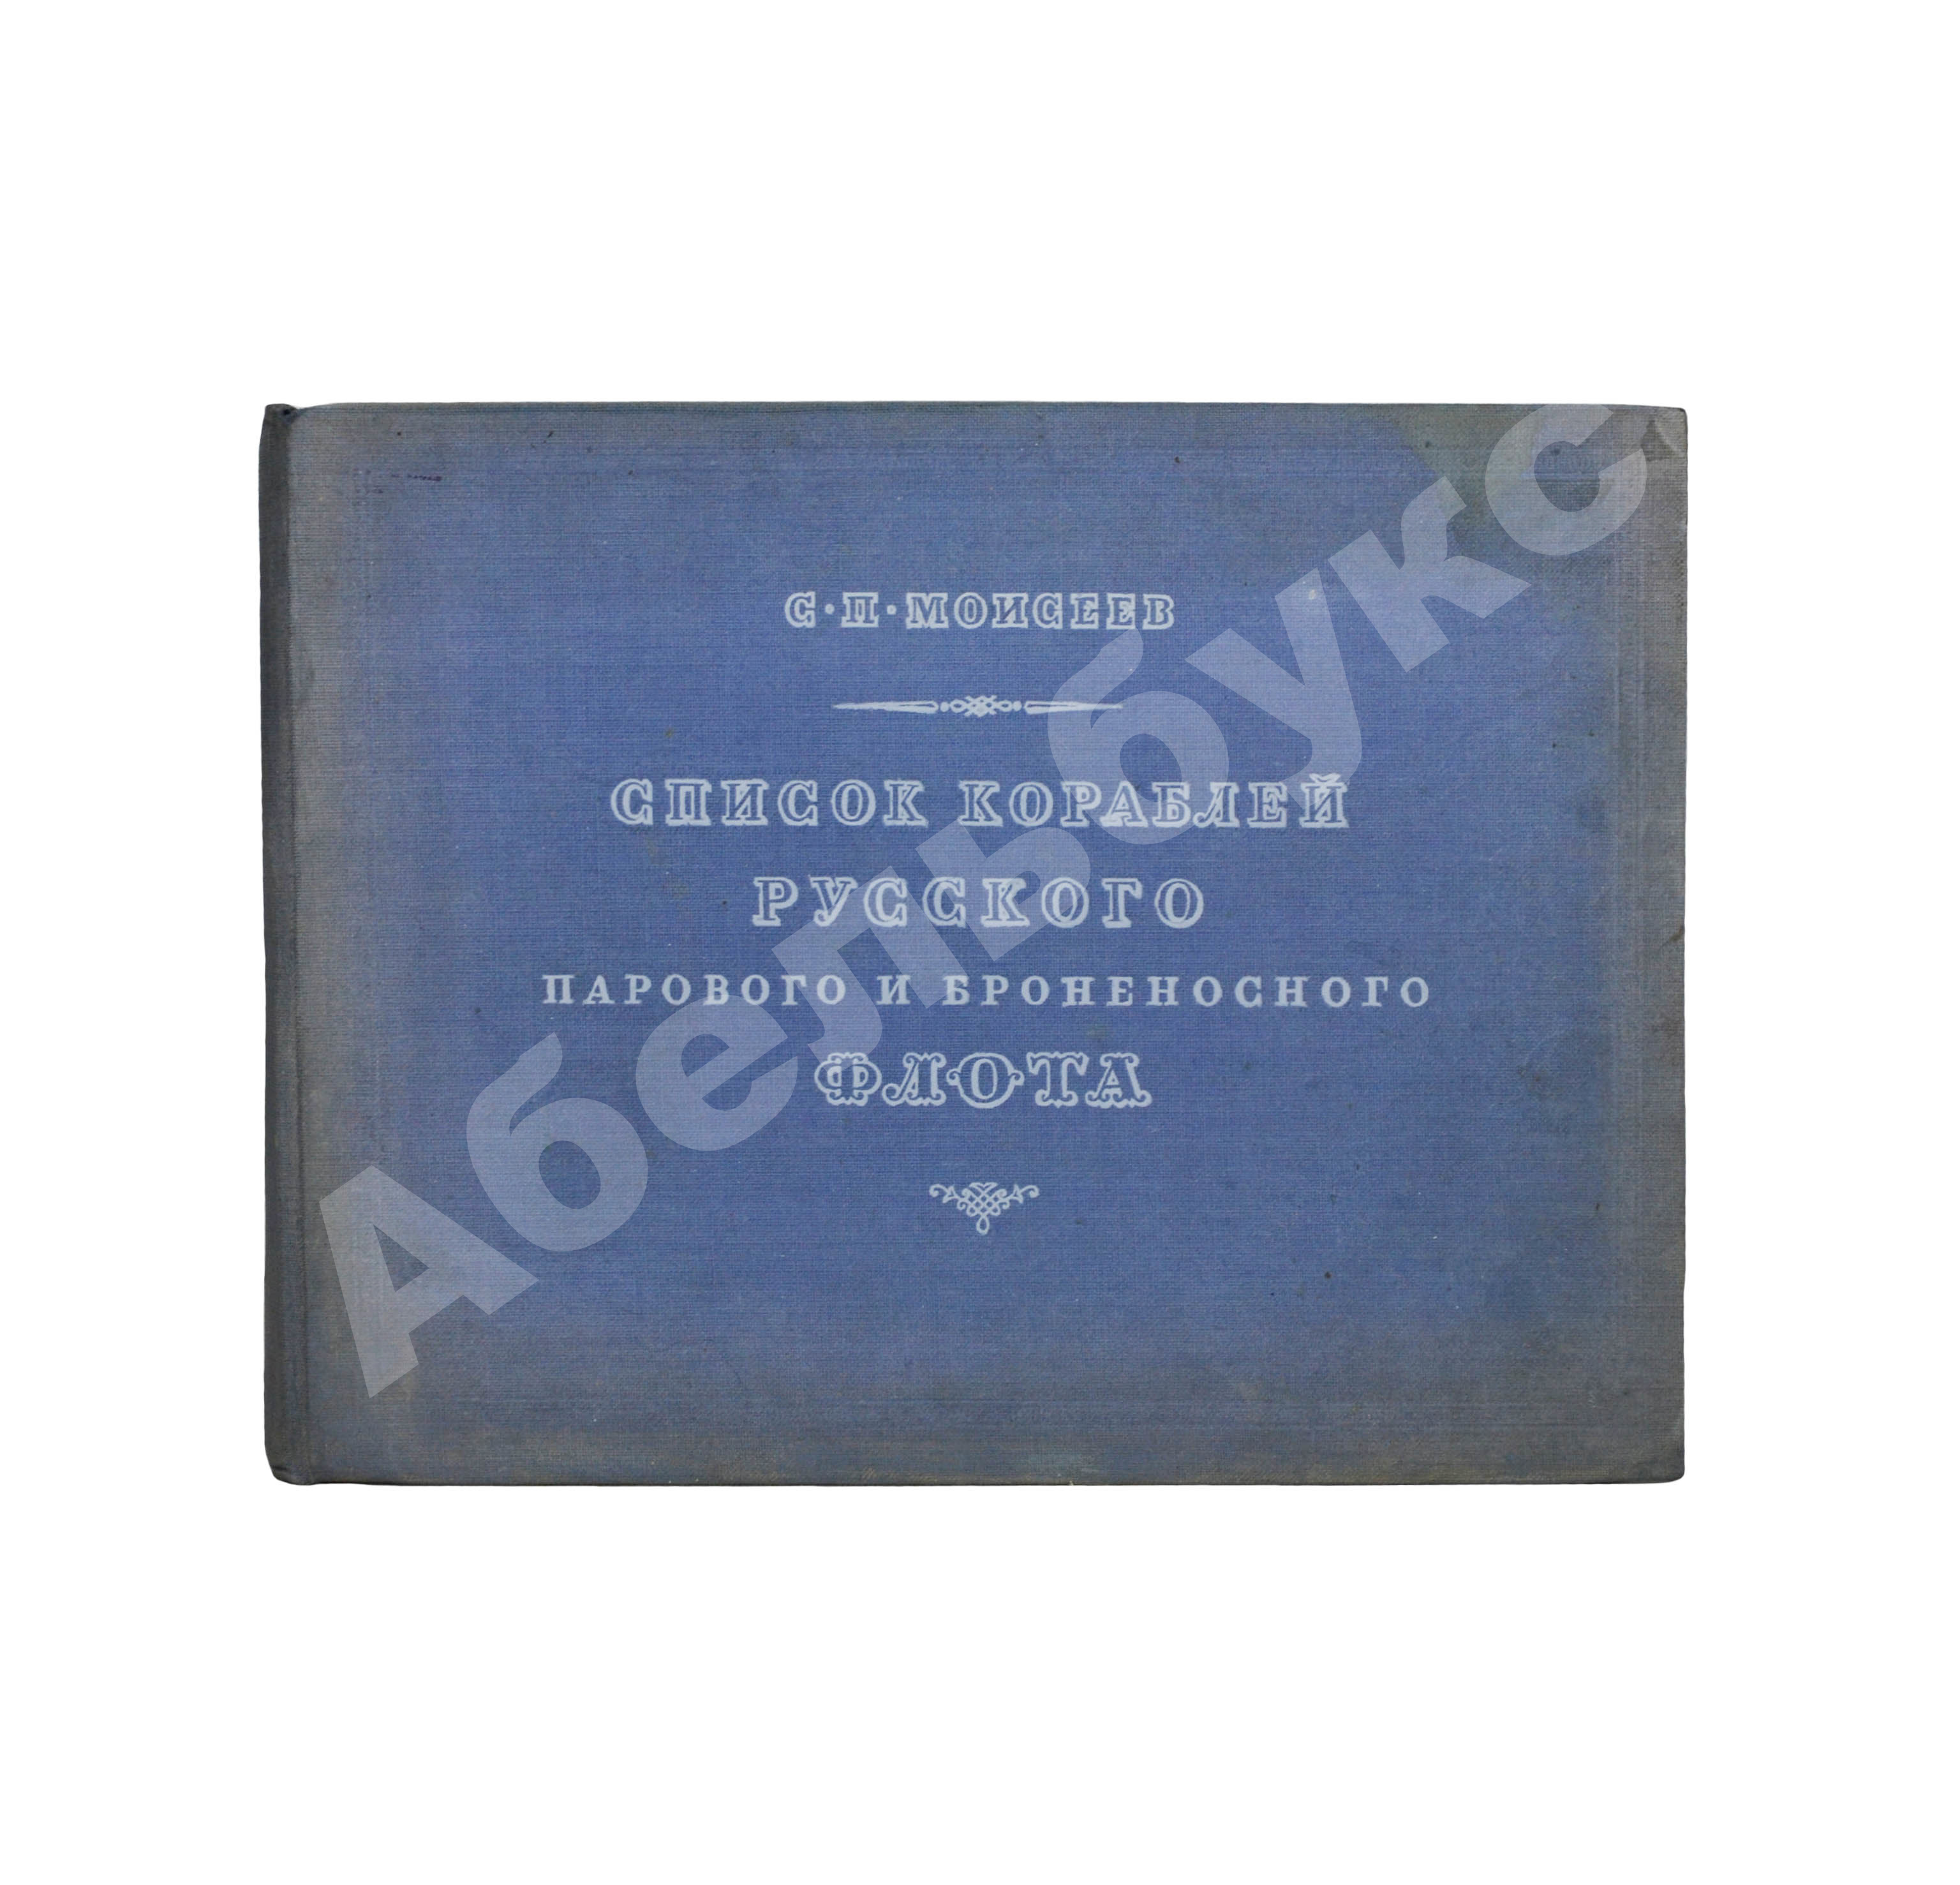 С·П·МОИСЕЕВ
СПИСОК КОРАБЛЕЙ
РУССКОГО
ПАРОВОГО И БРОНЕНОСНОГО
ФЛОТА
Абельбукс